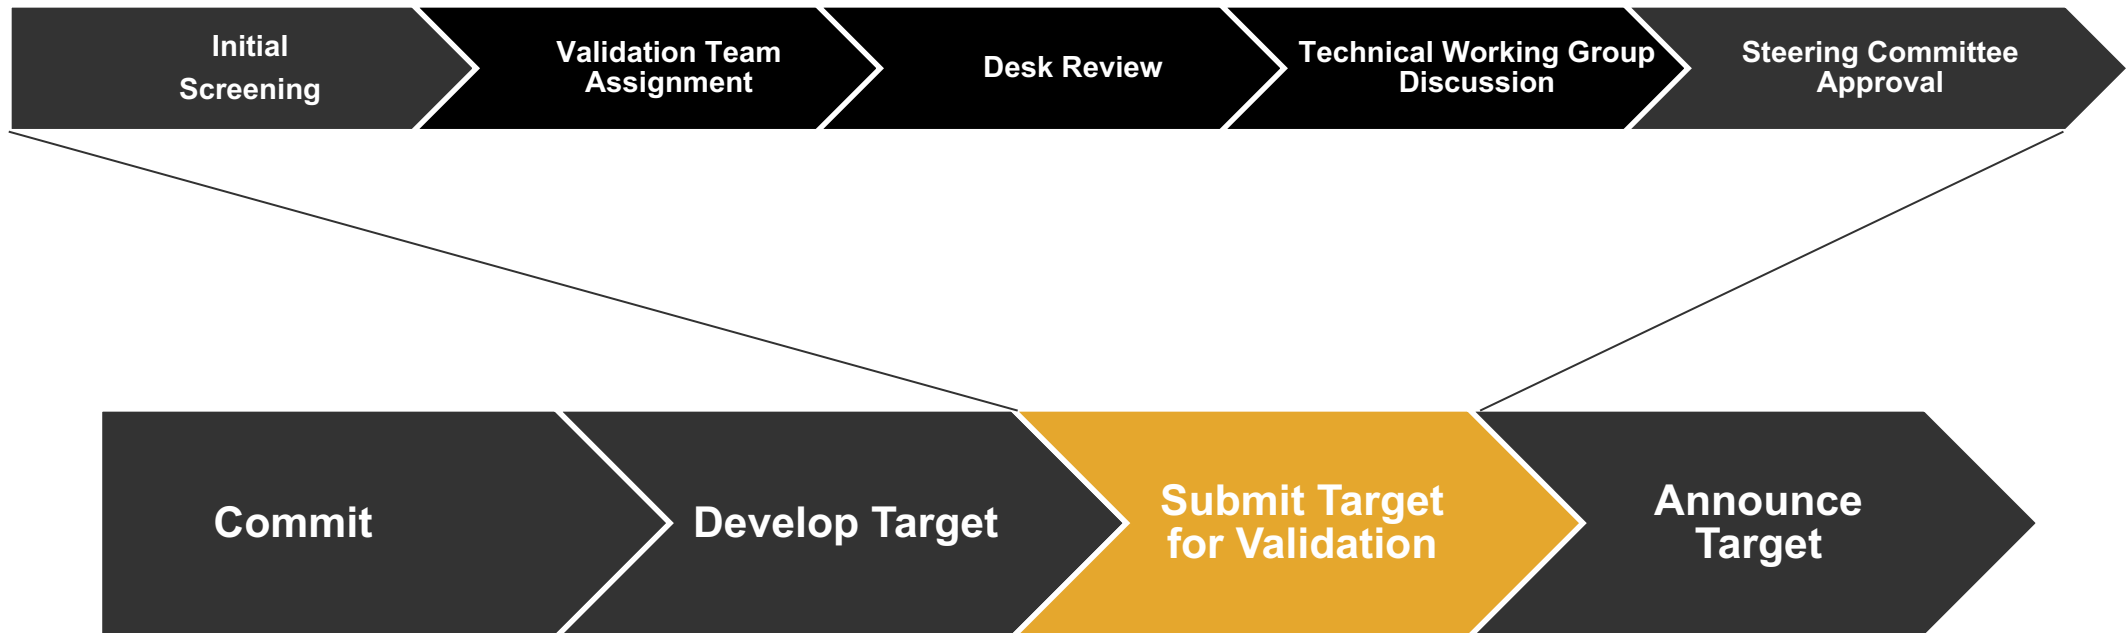 Initial
Screening
Validation Team
Assignment
Desk Review
Technical Working Group
Discussion
Steering Committee
Approval
Commit
Develop Target
Submit Target
for Validation
Announce
Target